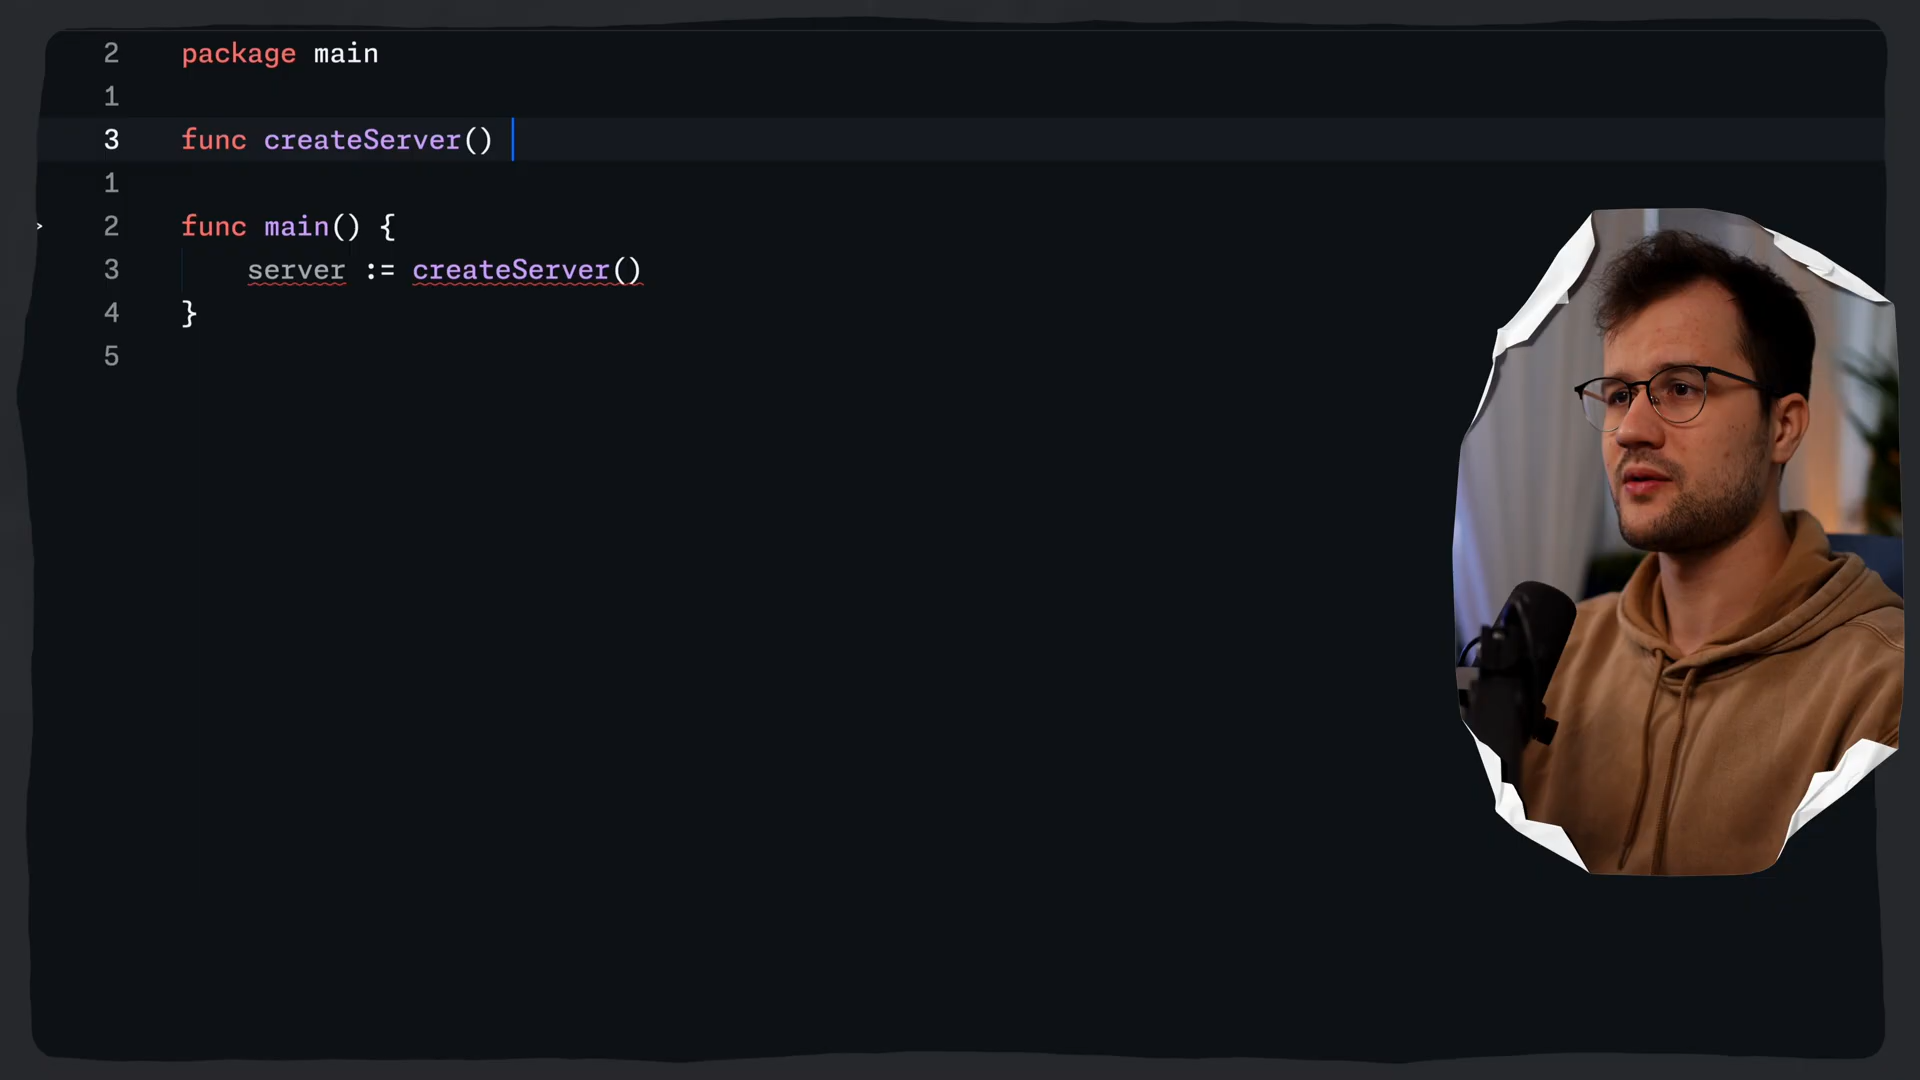 2 package main
1
3 func createServer()
1
2 func main() {
3 server := createServer()
4 }
5